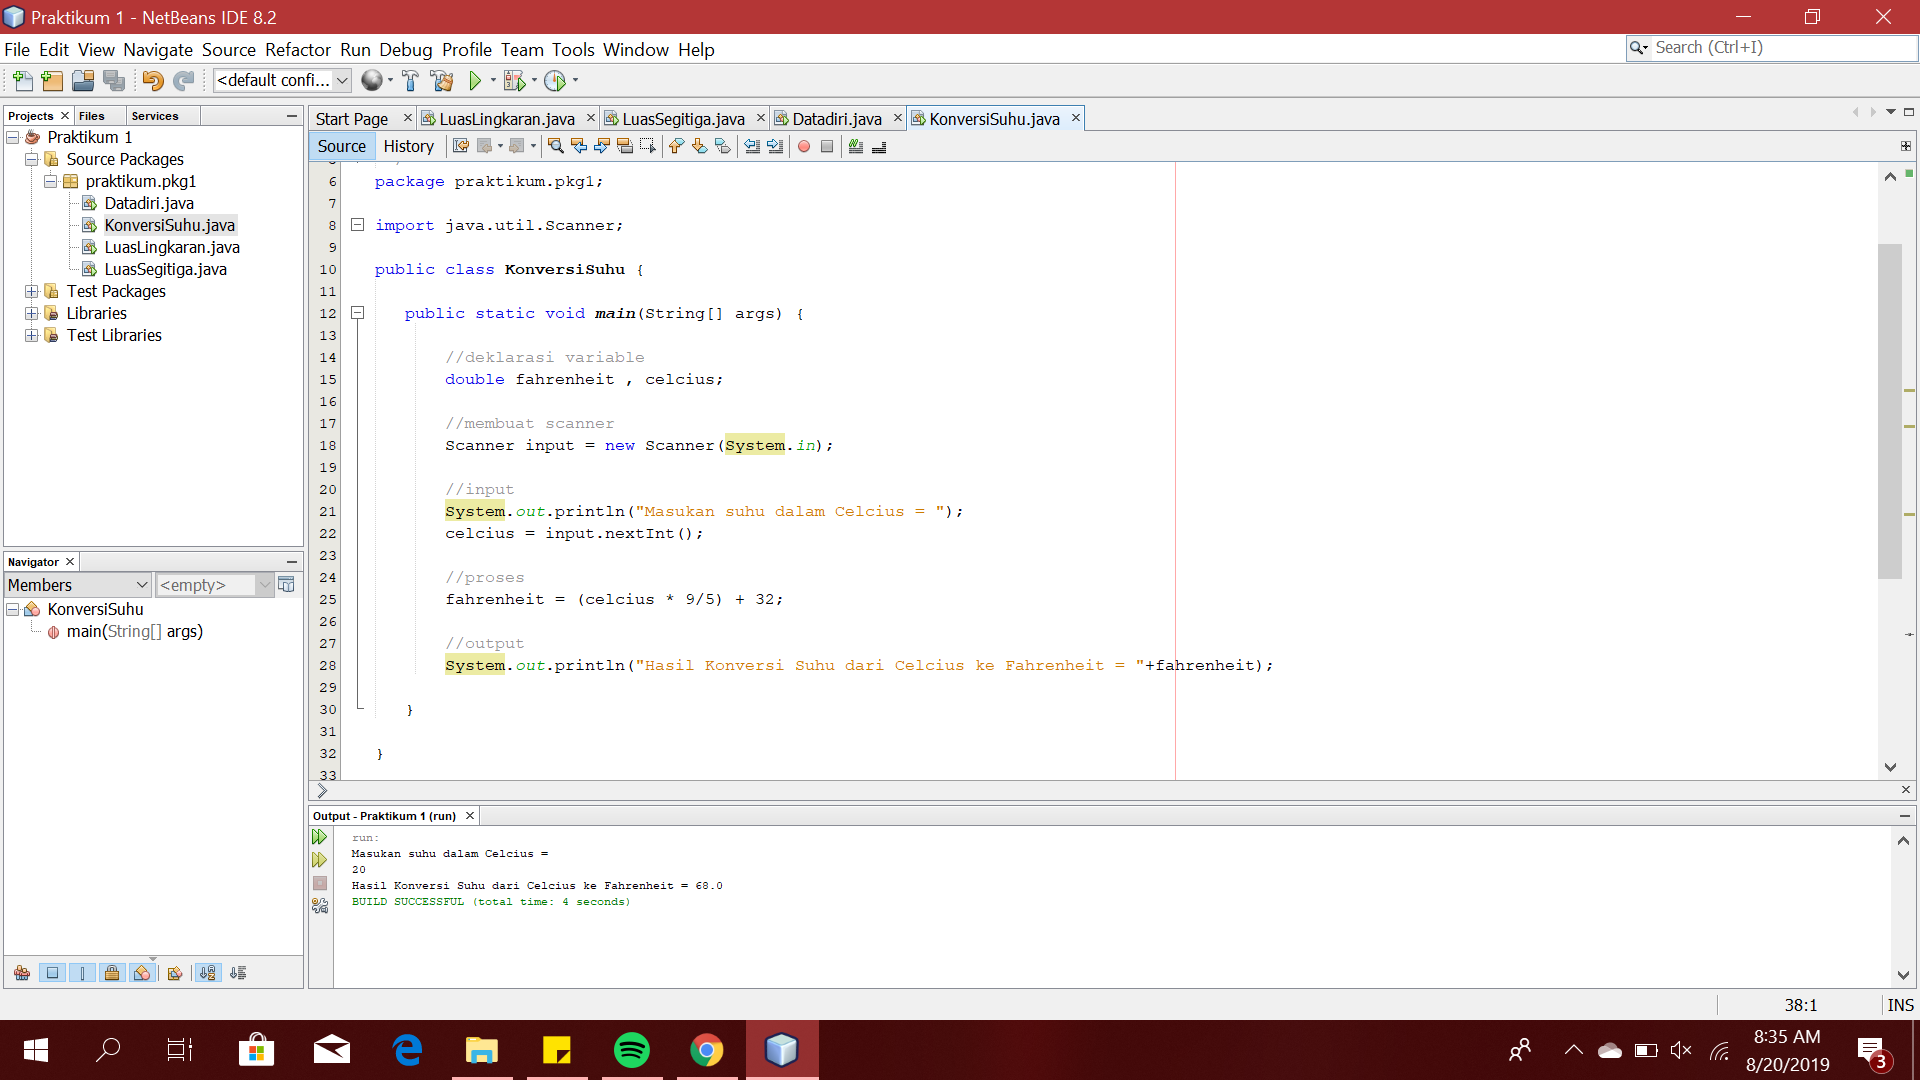 Praktikum 1 - NetBeans IDE 8.2
File Edit View Navigate Source Refactor Run Debug Profile Team Tools Window Help
Search (Ctrl+I)
<default confi...
Projects Files Services
Praktikum 1
Source Packages
praktikum.pkg1
Datadiri.java
KonversiSuhu.java
LuasLingkaran.java
LuasSegitiga.java
Test Packages
Libraries
Test Libraries
Navigator
Members <empty>
KonversiSuhu
main(String[] args)
Start Page LuasLingkaran.java LuasSegitiga.java Datadiri.java KonversiSuhu.java
Source History
6 package praktikum.pkg1;
7
8 import java.util.Scanner;
9
10 public class KonversiSuhu {
11
12 public static void main(String[] args) {
13
14 //deklarasi variable
15 double fahrenheit , celcius;
16
17 //membuat scanner
18 Scanner input = new Scanner(System.in);
19
20 //input
21 System.out.println("Masukan suhu dalam Celcius = ");
22 celcius = input.nextInt();
23
24 //proses
25 fahrenheit = (celcius * 9/5) + 32;
26
27 //output
28 System.out.println("Hasil Konversi Suhu dari Celcius ke Fahrenheit = "+fahrenheit);
29
30 }
31
32 }
33
Output - Praktikum 1 (run)
run:
Masukan suhu dalam Celcius =
20
Hasil Konversi Suhu dari Celcius ke Fahrenheit = 68.0
BUILD SUCCESSFUL (total time: 4 seconds)
38:1 INS
8:35 AM
8/20/2019
3